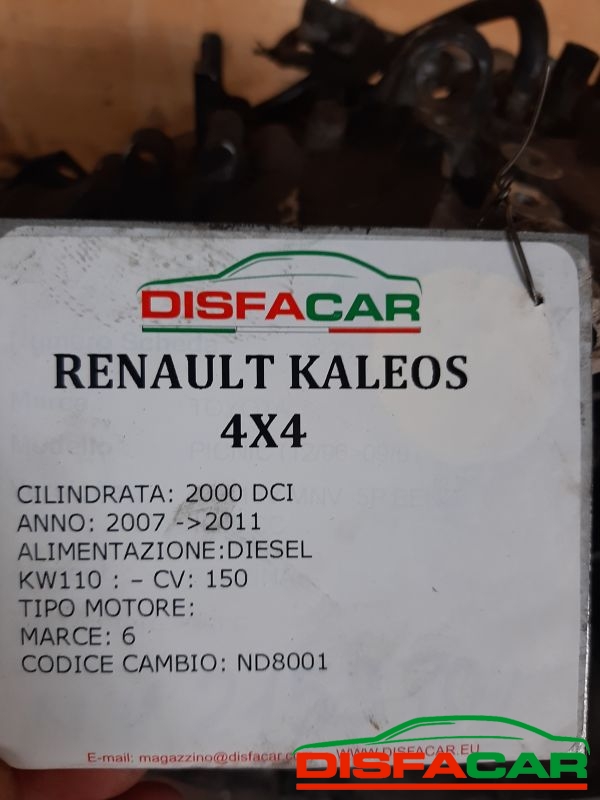 DISFACAR
RENAULT KALEOS
4X4
CILINDRATA: 2000 DCI
ANNO: 2007 ->2011
ALIMENTAZIONE:DIESEL
KW110 : – CV: 150
TIPO MOTORE:
MARCE: 6
CODICE CAMBIO: ND8001
E-mail: magazzino@disfacar.c WWW.DISFACAR.EU
DISFACAR